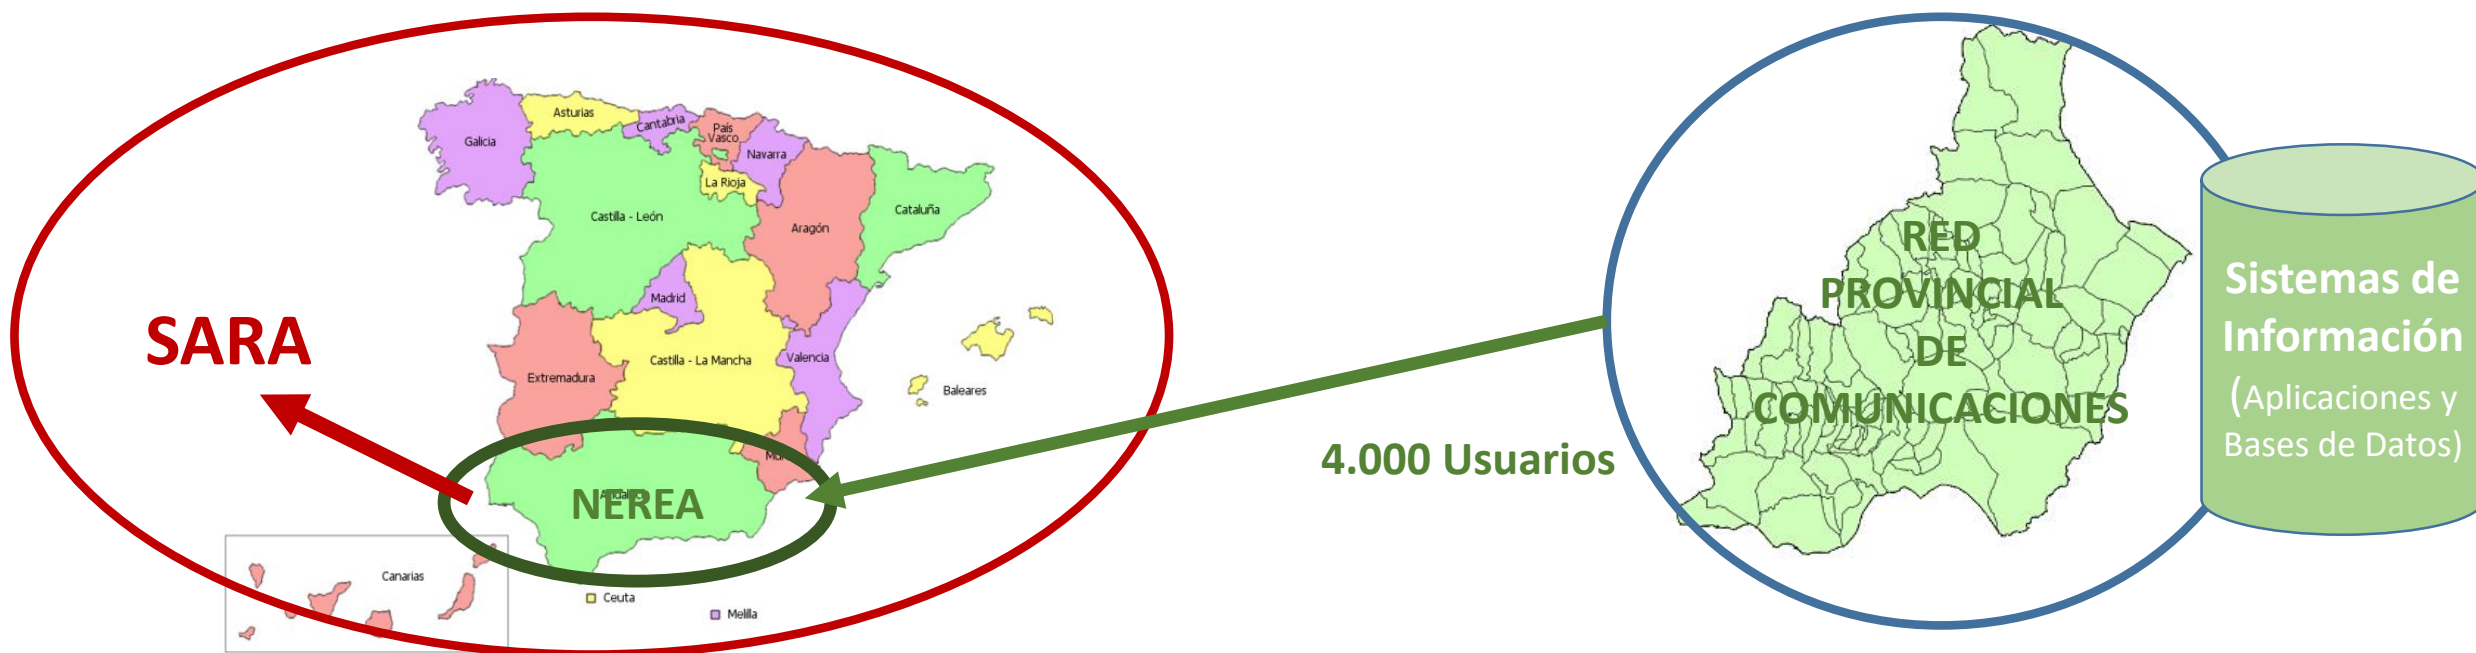 SARA
Galicia
Asturias
Cantabria
País
Vasco
Navarra
La Rioja
Castilla - León
Aragón
Cataluña
Madrid
Castilla - La Mancha
Valencia
Extremadura
Baleares
NEREA
Canarias
Ceuta
Melilla
4.000 Usuarios
RED
PROVINCIAL
DE
COMUNICACIONES
Sistemas de
Información
(Aplicaciones y
Bases de Datos)